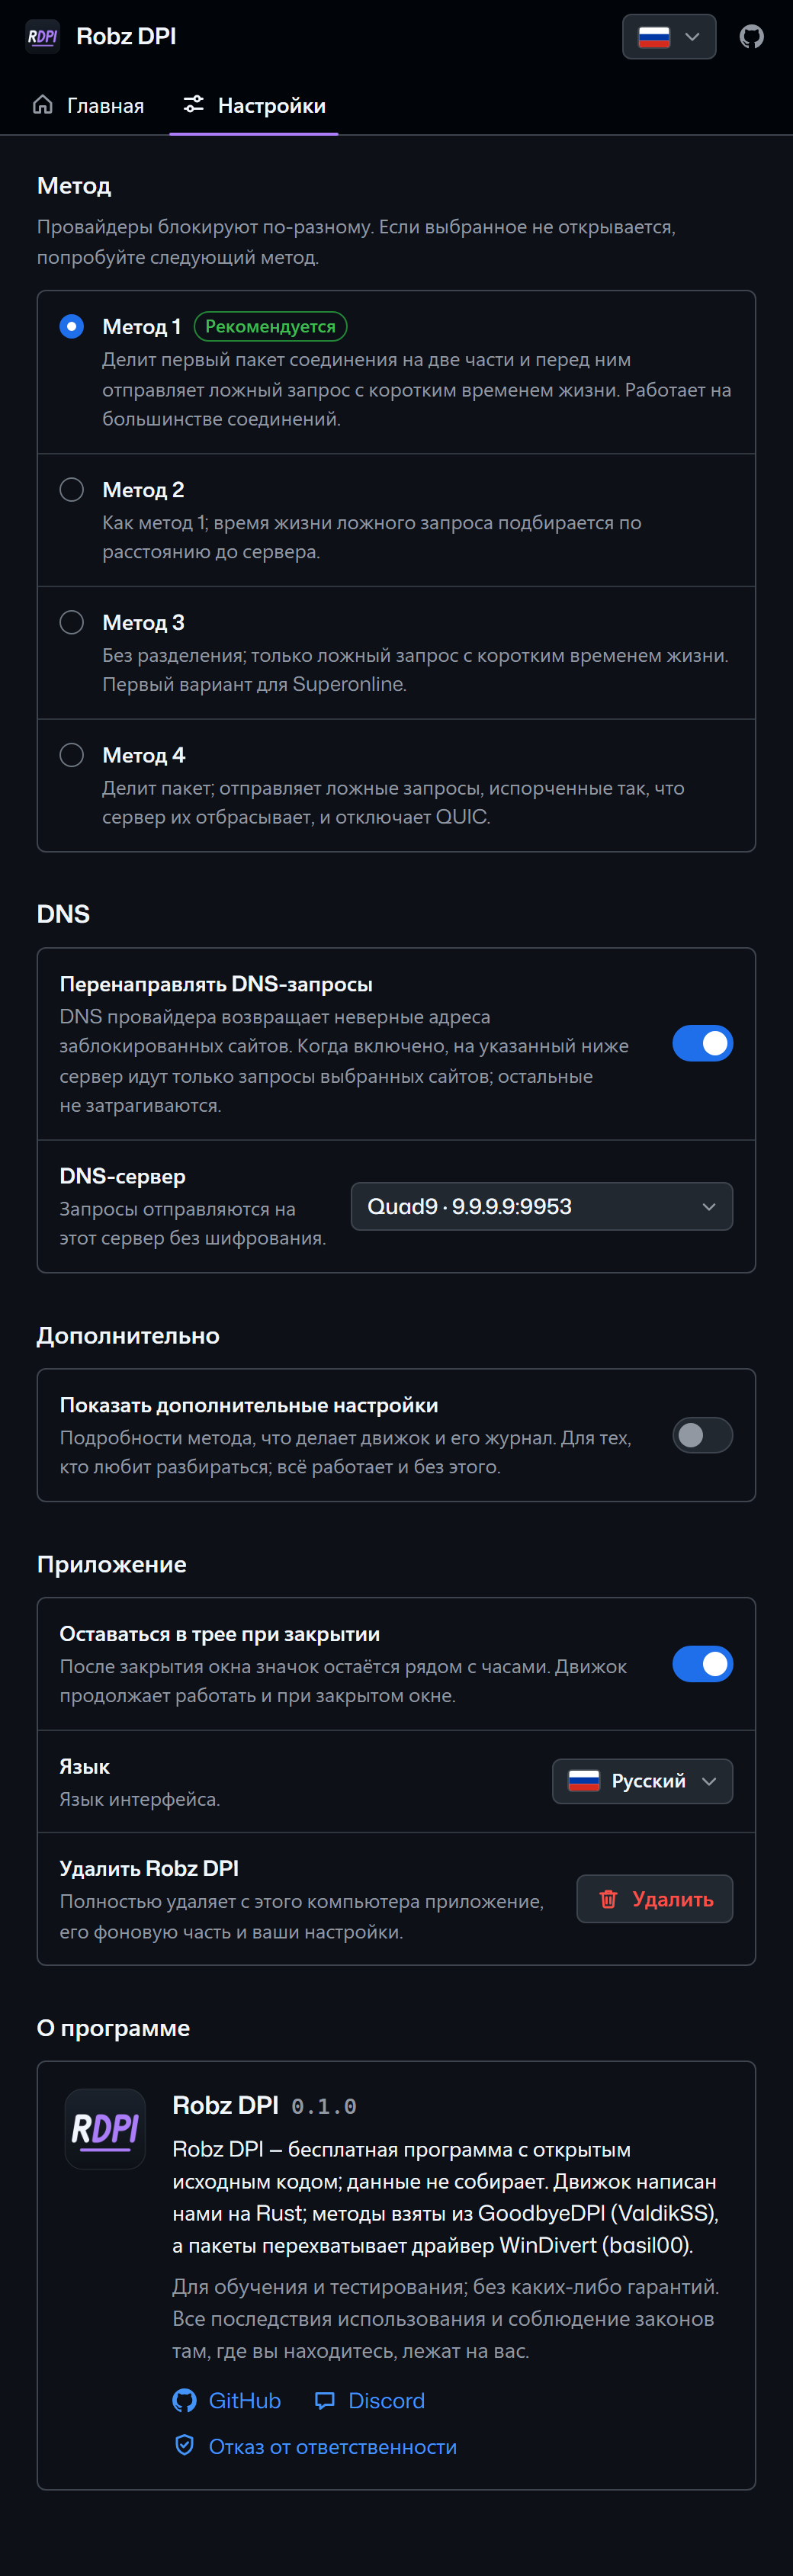 RDPI Robz DPI
Главная Настройки
Метод
Провайдеры блокируют по-разному. Если выбранное не открывается,
попробуйте следующий метод.
Метод 1 Рекомендуется
Делит первый пакет соединения на две части и перед ним
отправляет ложный запрос с коротким временем жизни. Работает на
большинстве соединений.
Метод 2
Как метод 1; время жизни ложного запроса подбирается по
расстоянию до сервера.
Метод 3
Без разделения; только ложный запрос с коротким временем жизни.
Первый вариант для Superonline.
Метод 4
Делит пакет; отправляет ложные запросы, испорченные так, что
сервер их отбрасывает, и отключает QUIC.
DNS
Перенаправлять DNS-запросы
DNS провайдера возвращает неверные адреса
заблокированных сайтов. Когда включено, на указанный ниже
сервер идут только запросы выбранных сайтов; остальные
не затрагиваются.
DNS-сервер
Запросы отправляются на
этот сервер без шифрования.
Quad9 · 9.9.9.9:9953
Дополнительно
Показать дополнительные настройки
Подробности метода, что делает движок и его журнал. Для тех,
кто любит разбираться; всё работает и без этого.
Приложение
Оставаться в трее при закрытии
После закрытия окна значок остаётся рядом с часами. Движок
продолжает работать и при закрытом окне.
Язык
Язык интерфейса.
Русский
Удалить Robz DPI
Полностью удаляет с этого компьютера приложение,
его фоновую часть и ваши настройки.
Удалить
О программе
RDPI
Robz DPI 0.1.0
Robz DPI — бесплатная программа с открытым
исходным кодом; данные не собирает. Движок написан
нами на Rust; методы взяты из GoodbyeDPI (ValdikSS),
а пакеты перехватывает драйвер WinDivert (basil00).
Для обучения и тестирования; без каких-либо гарантий.
Все последствия использования и соблюдение законов
там, где вы находитесь, лежат на вас.
GitHub Discord
Отказ от ответственности